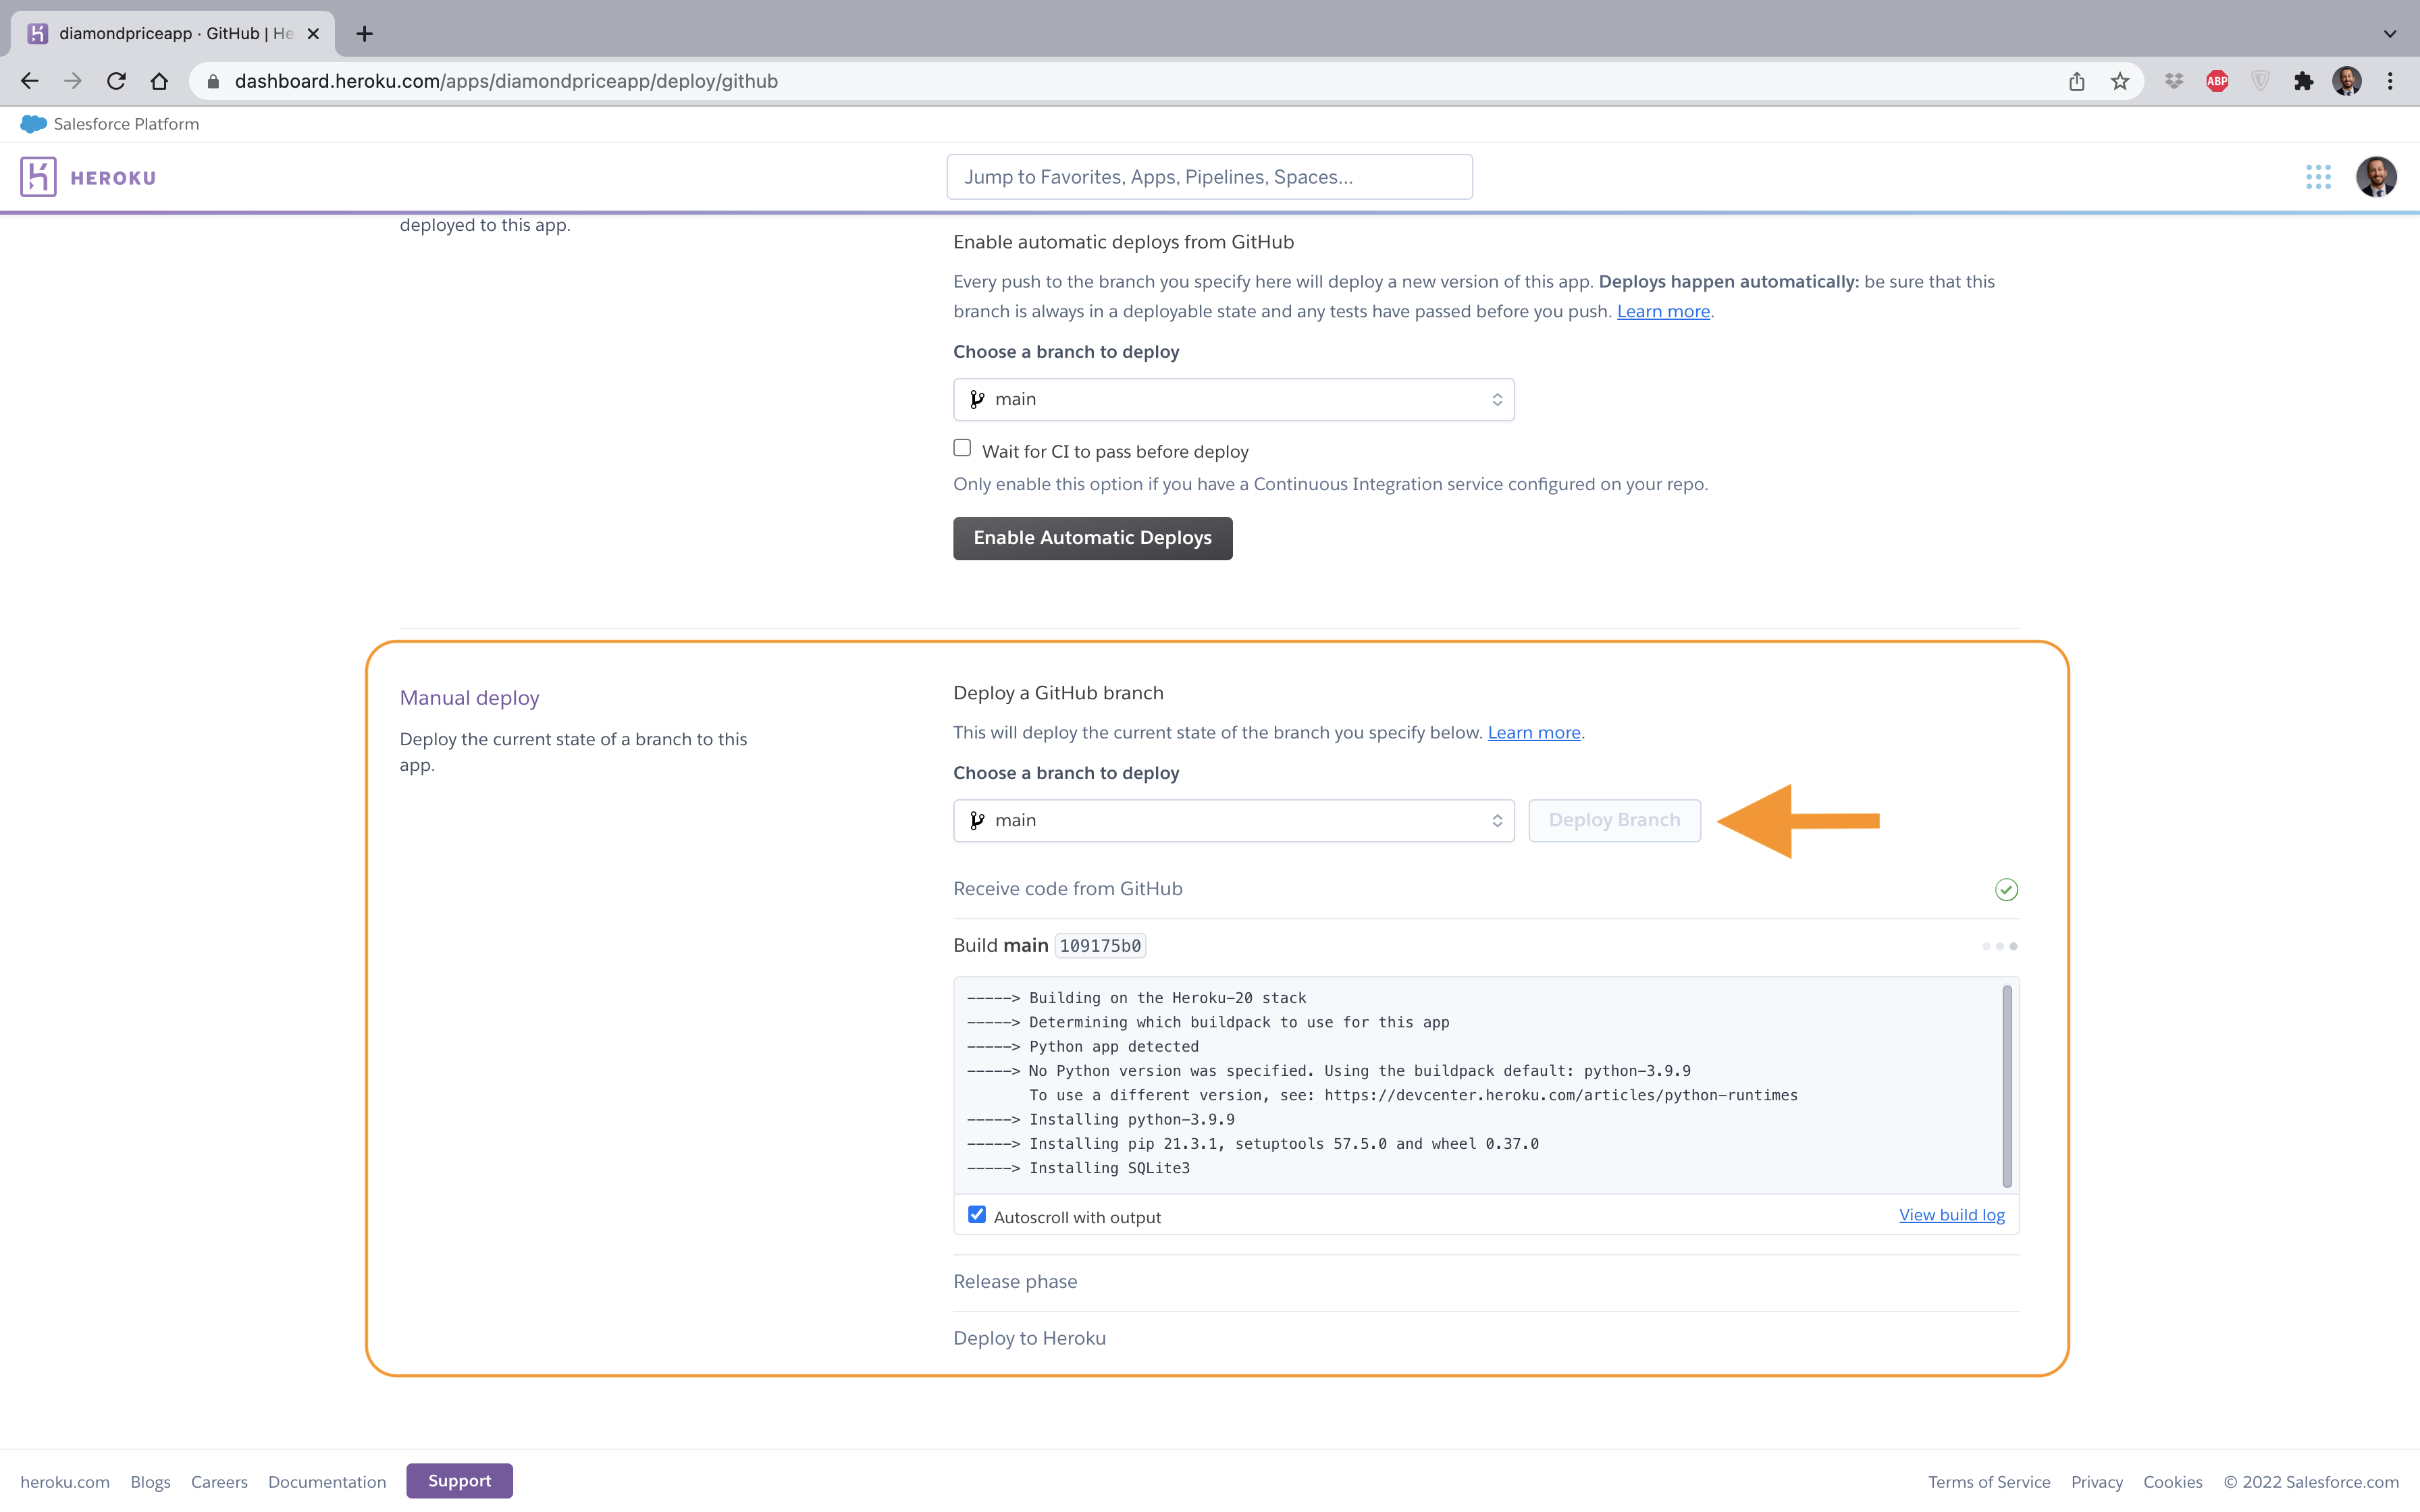 diamondpriceapp · GitHub | He
dashboard.heroku.com/apps/diamondpriceapp/deploy/github
ABP
Salesforce Platform
HEROKU
Jump to Favorites, Apps, Pipelines, Spaces...
deployed to this app.
Enable automatic deploys from GitHub
Every push to the branch you specify here will deploy a new version of this app. Deploys happen automatically: be sure that this
branch is always in a deployable state and any tests have passed before you push. Learn more.
Choose a branch to deploy
main
Wait for CI to pass before deploy
Only enable this option if you have a Continuous Integration service configured on your repo.
Enable Automatic Deploys
Manual deploy
Deploy the current state of a branch to this
app.
Deploy a GitHub branch
This will deploy the current state of the branch you specify below. Learn more.
Choose a branch to deploy
main
Deploy Branch
Receive code from GitHub
Build main 109175b0
-----> Building on the Heroku-20 stack
-----> Determining which buildpack to use for this app
-----> Python app detected
-----> No Python version was specified. Using the buildpack default: python-3.9.9
To use a different version, see: https://devcenter.heroku.com/articles/python-runtimes
-----> Installing python-3.9.9
-----> Installing pip 21.3.1, setuptools 57.5.0 and wheel 0.37.0
-----> Installing SQLite3
Autoscroll with output
View build log
Release phase
Deploy to Heroku
heroku.com Blogs Careers Documentation Support Terms of Service Privacy Cookies © 2022 Salesforce.com